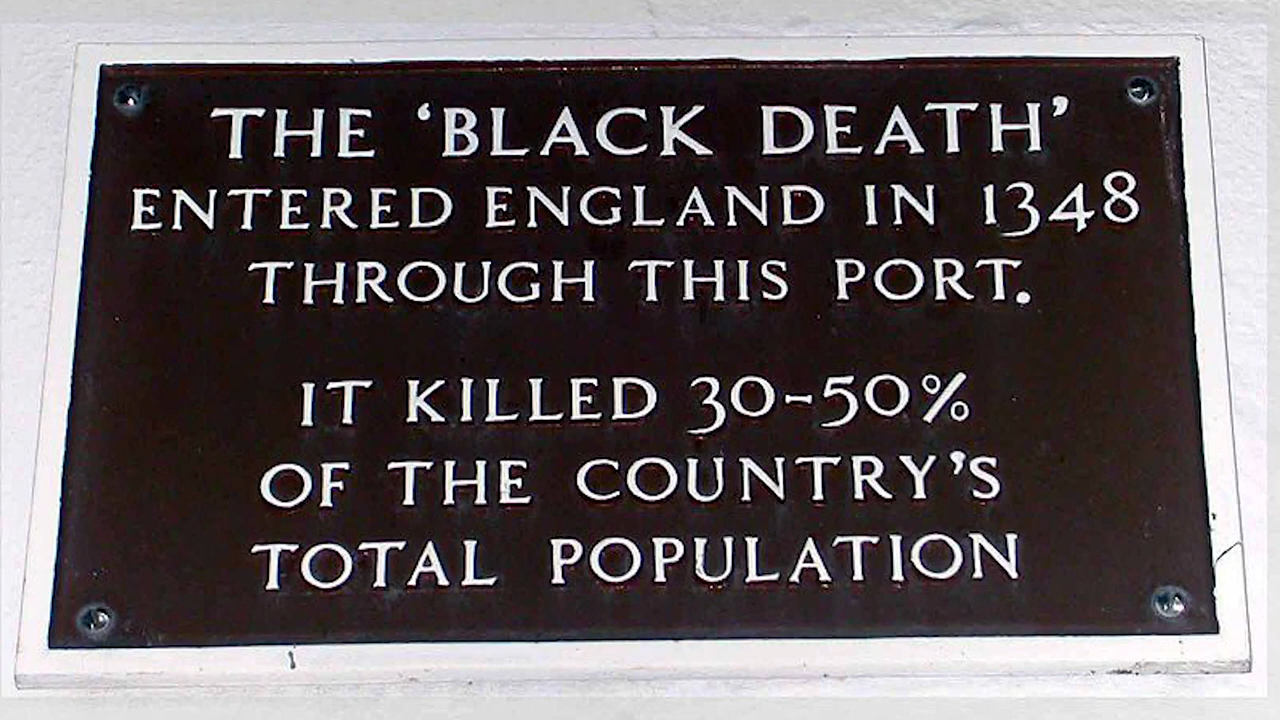 THE ‘BLACK DEATH’
ENTERED ENGLAND IN 1348
THROUGH THIS PORT.
IT KILLED 30-50%
OF THE COUNTRY’S
TOTAL POPULATION